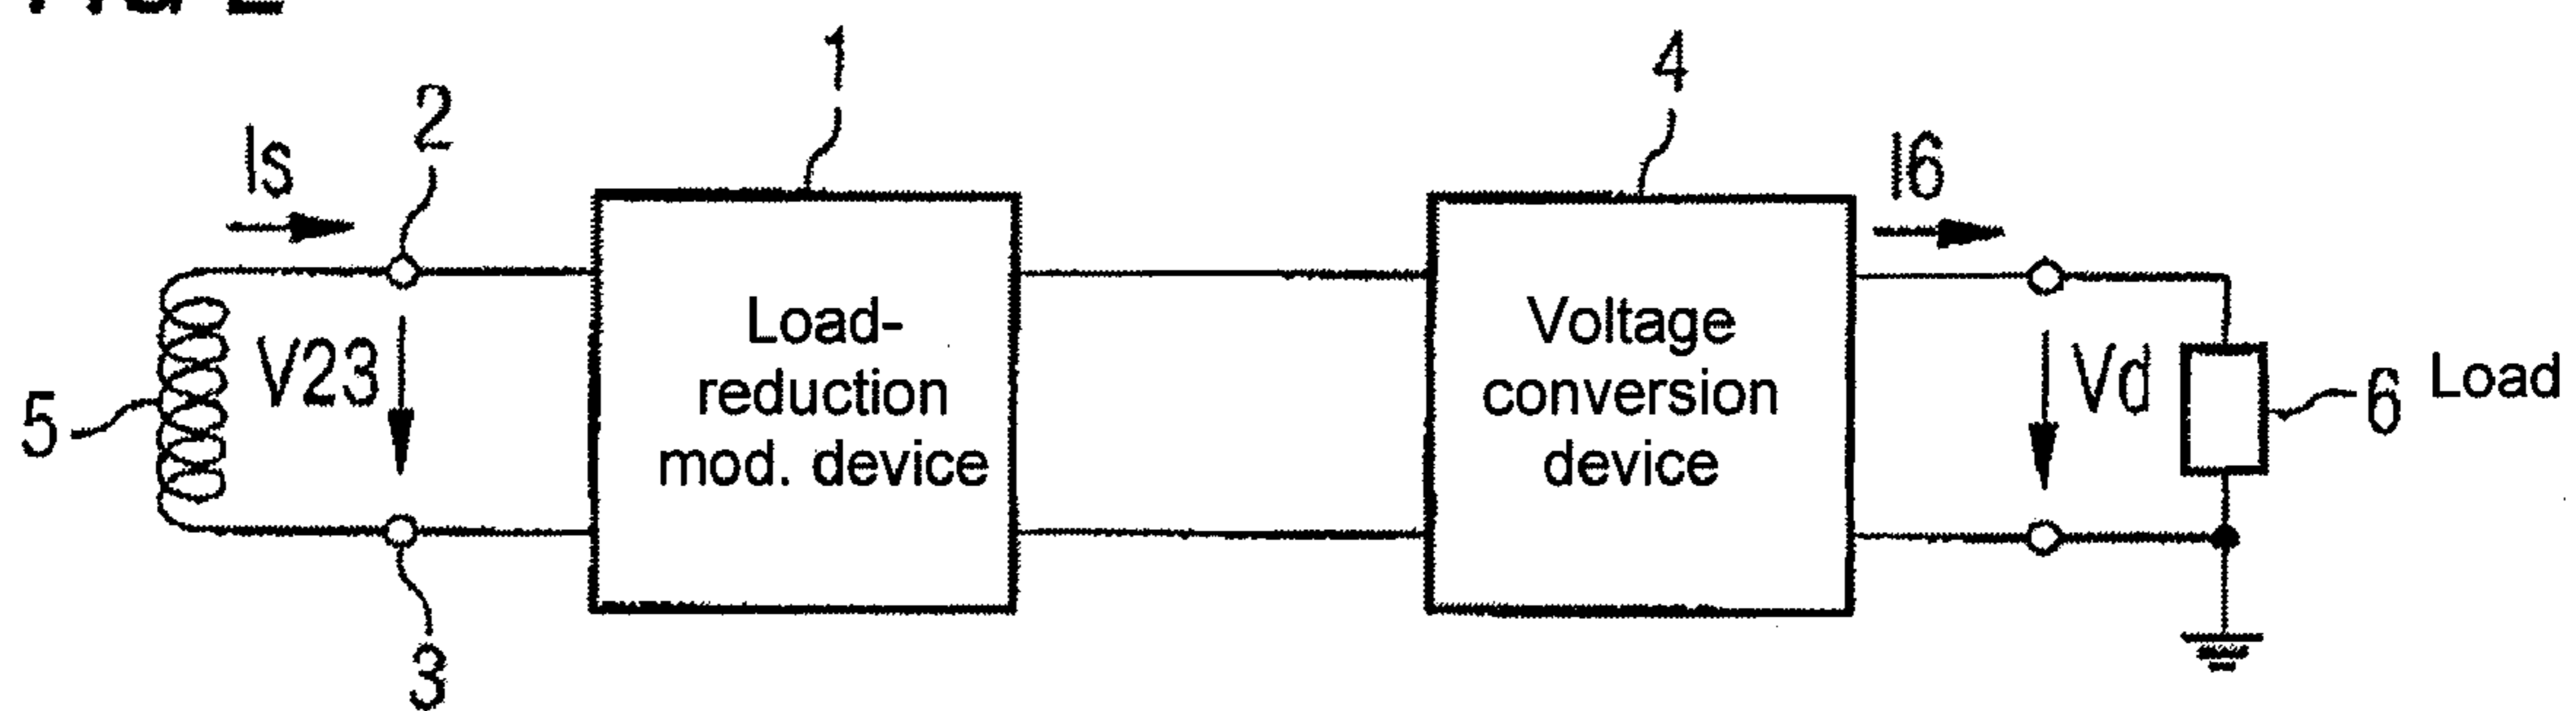 1
4
2
Is
I6
Load-
reduction
mod. device
Voltage
conversion
device
V23
Vd
5
6 Load
3